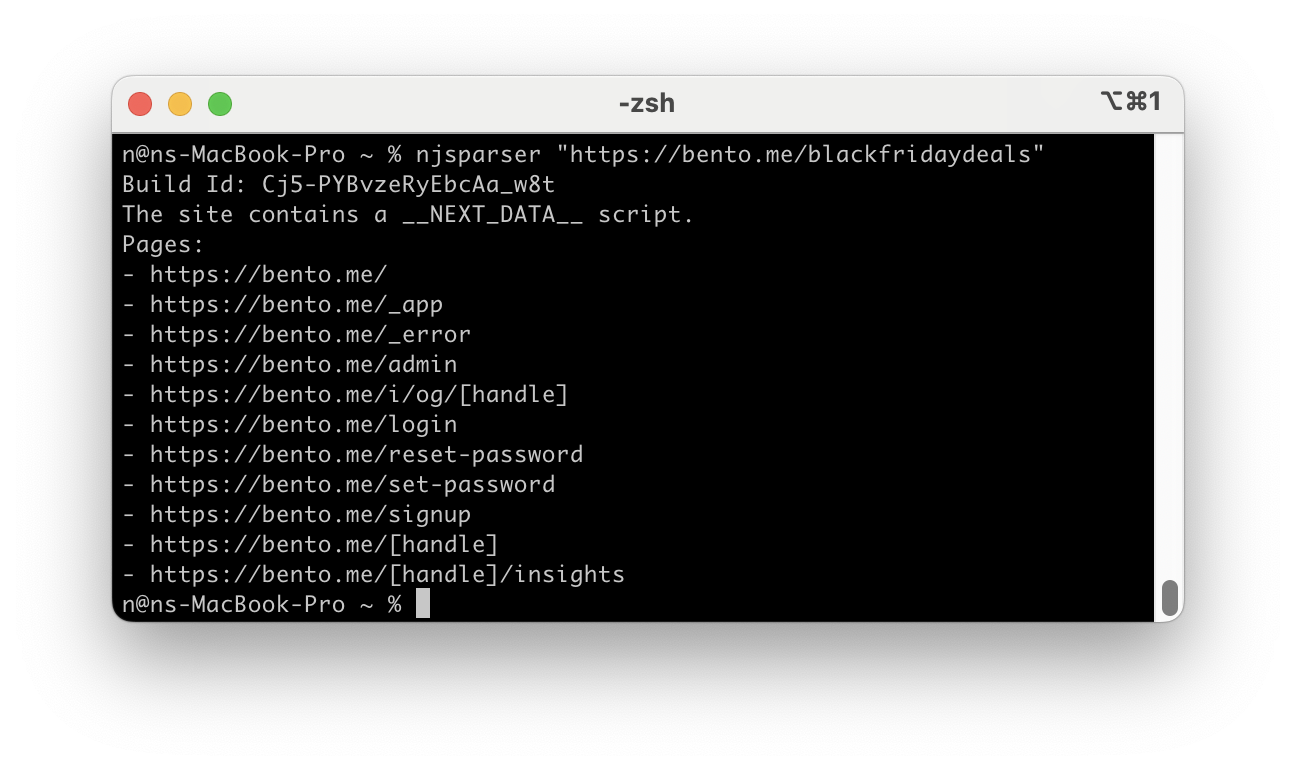 -zsh
⌥⌘1
n@ns-MacBook-Pro ~ % njsparser "https://bento.me/blackfridaydeals"
Build Id: Cj5-PYBvzeRyEbcAa_w8t
The site contains a __NEXT_DATA__ script.
Pages:
- https://bento.me/
- https://bento.me/_app
- https://bento.me/_error
- https://bento.me/admin
- https://bento.me/i/og/[handle]
- https://bento.me/login
- https://bento.me/reset-password
- https://bento.me/set-password
- https://bento.me/signup
- https://bento.me/[handle]
- https://bento.me/[handle]/insights
n@ns-MacBook-Pro ~ %